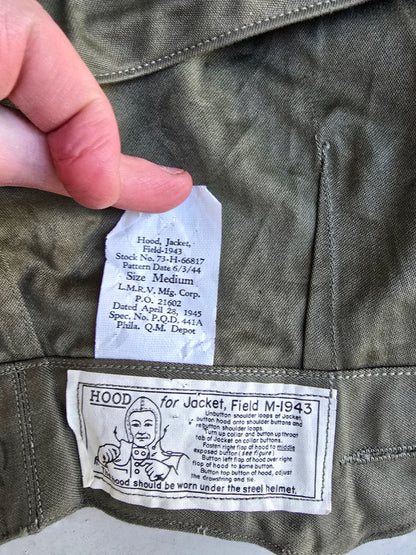 Hood, Jacket,
Field-1943
Stock No. 73-H-66817
Pattern Date 6/3/44
Size Medium
L.M.R.V. Mfg. Corp.
P.O. 21602
Dated April 28, 1945
Spec. No. P.Q.D. 441A
Phila. Q.M. Depot
HOOD for Jacket, Field M-1943
Unbutton shoulder loops of Jacket,
button hood onto shoulder buttons and
rebutton shoulder loops.
Turn up collar and button up throat
tab of Jacket on collar buttons.
Fasten right flap of hood to middle
exposed button (see figure)
Button left flap of hood over right
flap of hood to same button.
Button top button of hood, adjust
the drawstring and tie.
hood should be worn under the steel helmet.